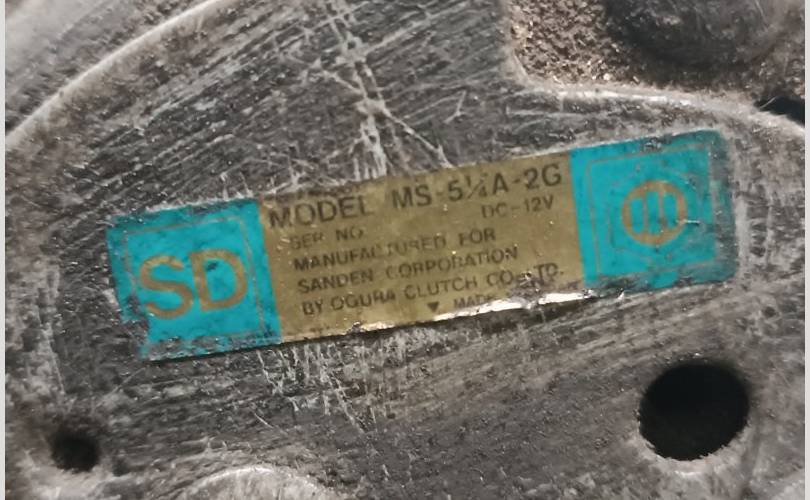 SD
MODEL MS-5¼A-2G
DC-12V
SER NO.
MANUFACTURED FOR
SANDEN CORPORATION
BY OGURA CLUTCH CO., LTD.